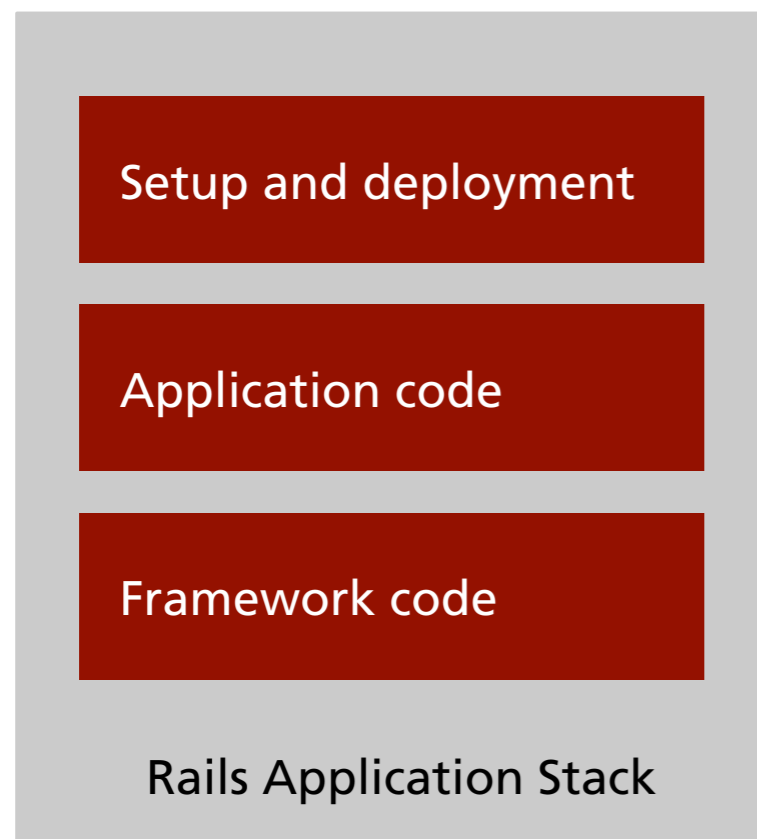 Setup and deployment
Application code
Framework code
Rails Application Stack